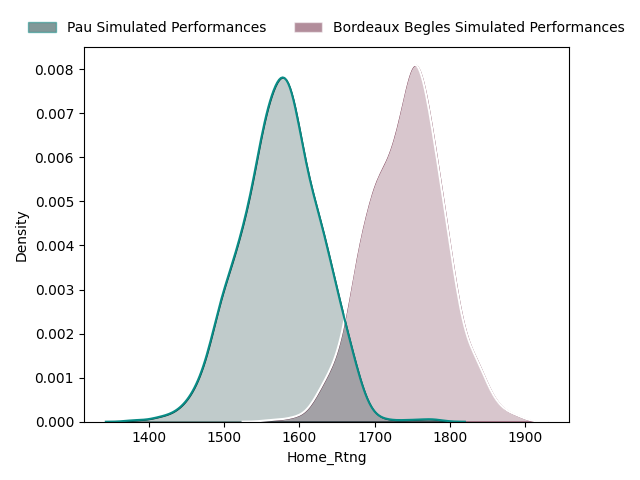 Pau Simulated Performances
Bordeaux Begles Simulated Performances
0.008
0.007
0.006
0.005
0.004
0.003
0.002
0.001
0.000
Density
1400 1500 1600 1700 1800 1900
Home_Rtng